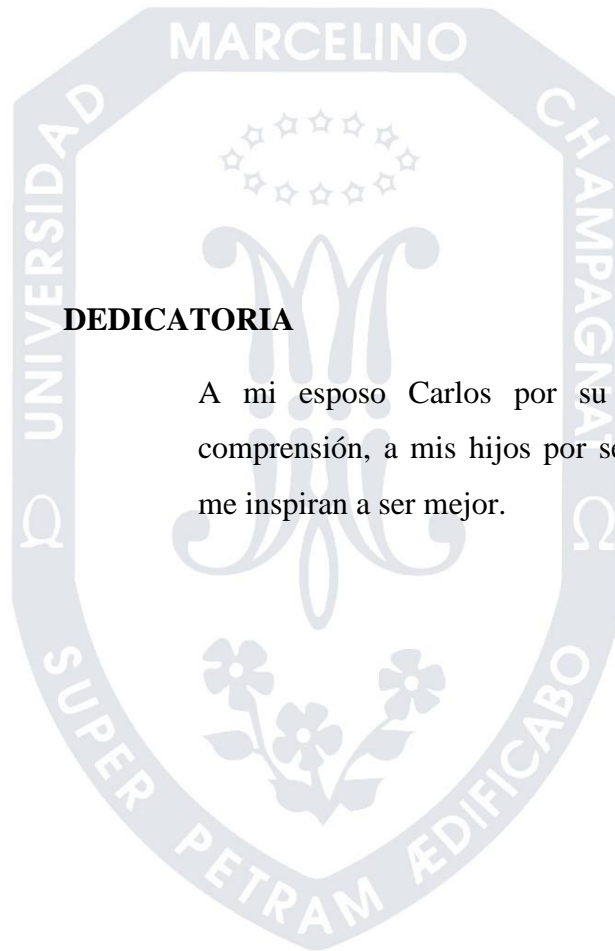 MARCELINO
UNIVERSIDAD
CHAMPAGNAT
DEDICATORIA
A mi esposo Carlos por su
comprensión, a mis hijos por
me inspiran a ser mejor.
Ω
Ω
SUPER PETRAM ÆDIFICABO